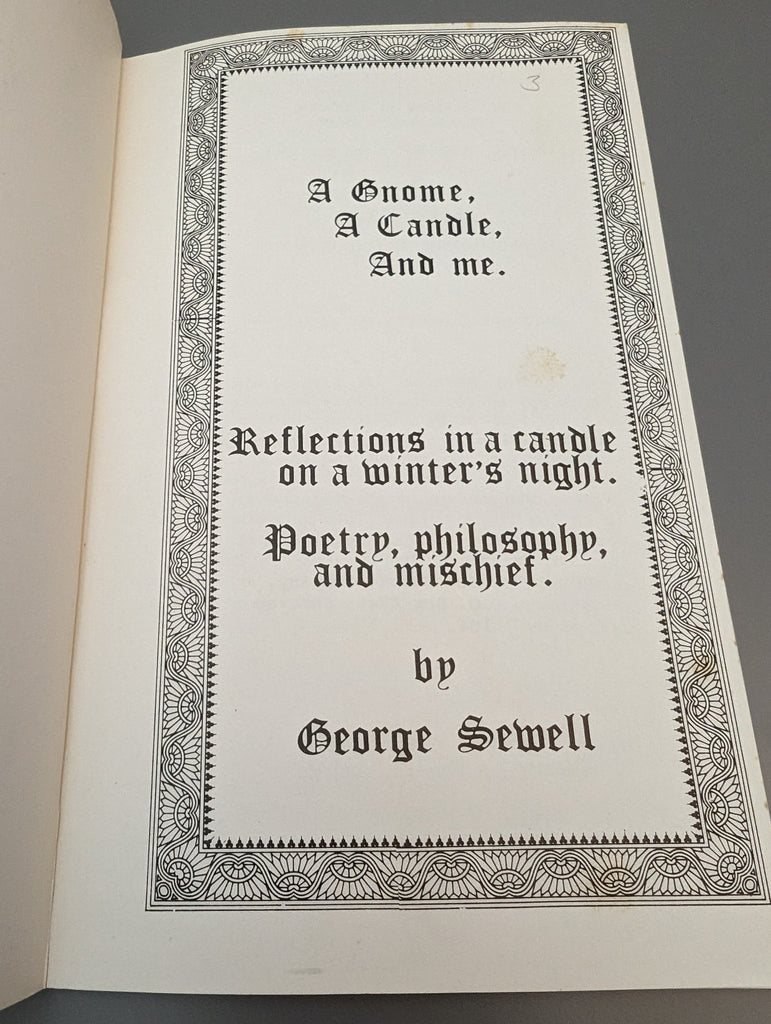 3
A Gnome,
A Candle,
And me.
Reflections in a candle
on a winter's night.
Poetry, philosophy,
and mischief.
by
George Sewell